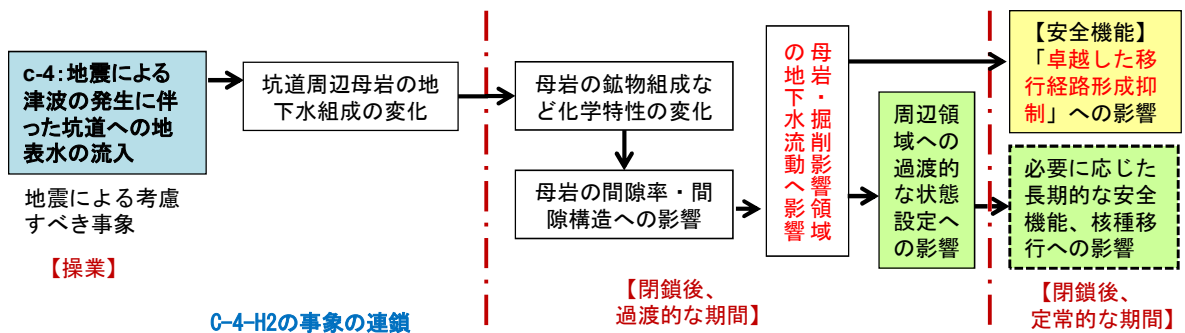 c-4:地震による
津波の発生に伴
った坑道への地
表水の流入
地震による考慮
すべき事象
【操業】
坑道周辺母岩の地
下水組成の変化
C-4-H2の事象の連鎖
母岩の鉱物組成な
ど化学特性の変化
母岩の間隙率・間
隙構造への影響
【閉鎖後、
過渡的な期間】
母岩・掘削影響領域
の地下水流動へ影響
周辺領
域への
過渡的
な状態
設定へ
の影響
【安全機能】
「卓越した移
行経路形成抑
制」への影響
必要に応じた
長期的な安全
機能、核種移
行への影響
【閉鎖後、
定常的な期間】